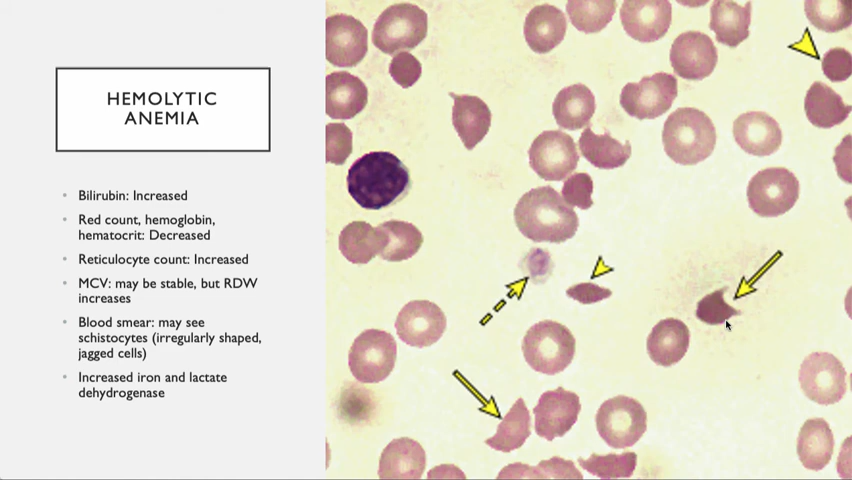 HEMOLYTIC
ANEMIA
• Bilirubin: Increased
• Red count, hemoglobin,
hematocrit: Decreased
• Reticulocyte count: Increased
• MCV: may be stable, but RDW
increases
• Blood smear: may see
schistocytes (irregularly shaped,
jagged cells)
• Increased iron and lactate
dehydrogenase